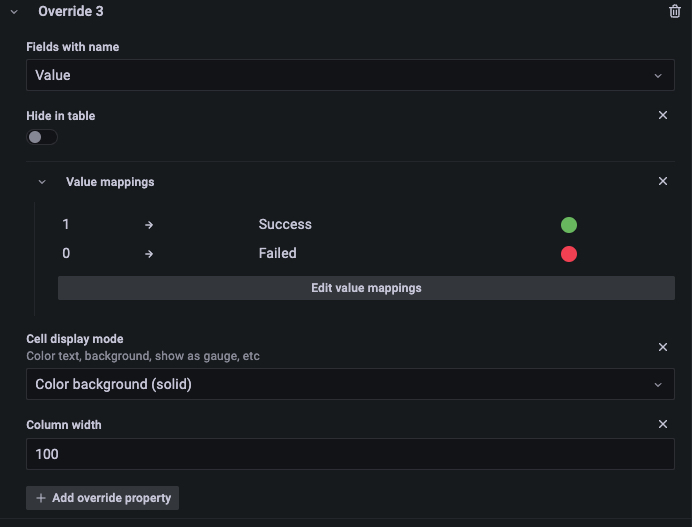 Override 3
Fields with name
Value
Hide in table
Value mappings
1 → Success
0 → Failed
Edit value mappings
Cell display mode
Color text, background, show as gauge, etc
Color background (solid)
Column width
100
+ Add override property